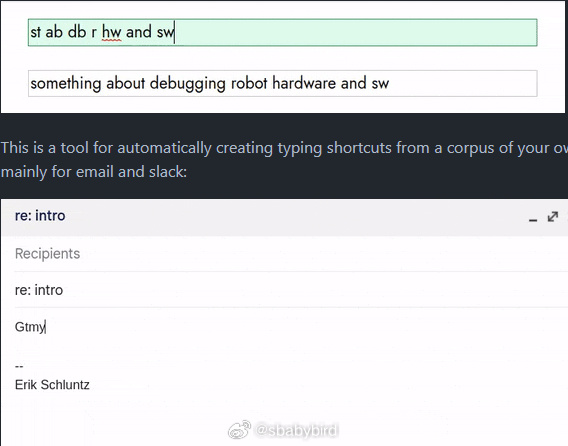 st ab db r hw and sw
something about debugging robot hardware and sw
This is a tool for automatically creating typing shortcuts from a corpus of your ow
mainly for email and slack:
re: intro
Recipients
re: intro
Gtmy
--
Erik Schluntz
@sbabybird